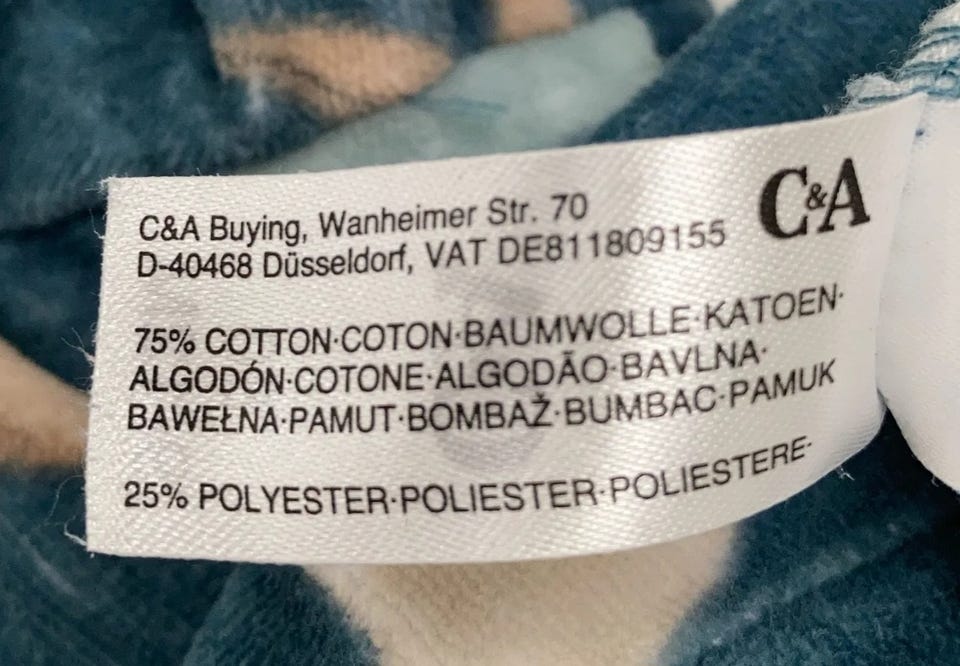 C&A Buying, Wanheimer Str. 70
D-40468 Düsseldorf, VAT DE811809155
C&A
75% COTTON·COTON·BAUMWOLLE·KATOEN·
ALGODÓN·COTONE·ALGODÃO·BAVLNA·
BAWEŁNA·PAMUT·BOMBAŽ·BUMBAC·PAMUK
25% POLYESTER·POLIESTER·POLIESTERE·